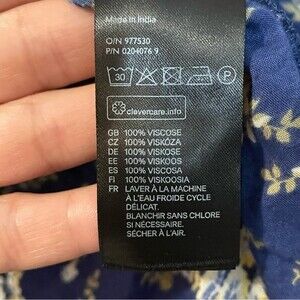 Made in India
O/N 977530
P/N 0204076 9
30
P
clevercare.info
GB 100% VISCOSE
CZ 100% VISKÓZA
DE 100% VISKOSE
EE 100% VISKOOS
ES 100% VISCOSA
FI 100% VISKOOSIA
FR LAVER À LA MACHINE
À L'EAU FROIDE CYCLE
DÉLICAT.
BLANCHIR SANS CHLORE
SI NÉCESSAIRE.
SÉCHER À L'AIR.